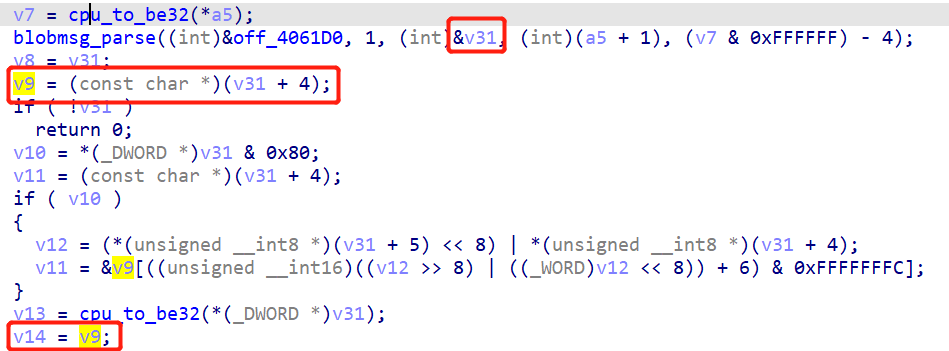 v7 = cpu_to_be32(*a5);
blobmsg_parse((int)&off_4061D0, 1, (int)&v31, (int)(a5 + 1), (v7 & 0xFFFFFF) - 4);
v8 = v31;
v9 = (const char *)(v31 + 4);
if ( !v31 )
  return 0;
v10 = *(_DWORD *)v31 & 0x80;
v11 = (const char *)(v31 + 4);
if ( v10 )
{
  v12 = (*(unsigned __int8 *)(v31 + 5) << 8) | *(unsigned __int8 *)(v31 + 4);
  v11 = &v9[((unsigned __int16)((v12 >> 8) | ((_WORD)v12 << 8)) + 6) & 0xFFFFFFFC];
}
v13 = cpu_to_be32(*(_DWORD *)v31);
v14 = v9;